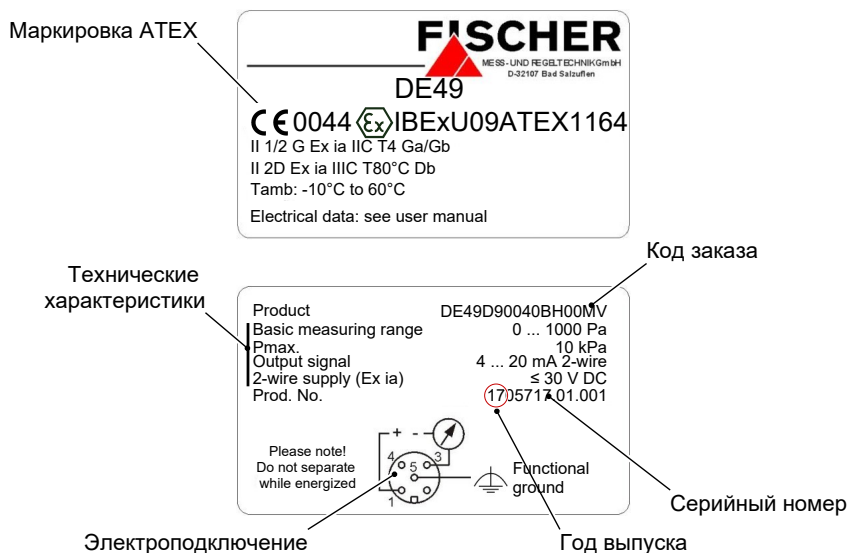 Маркировка ATEX
FISCHER
MESS- UND REGELTECHNIK GmbH
D-32107 Bad Salzuflen
DE49
CE 0044 Ex IBExU09ATEX1164
II 1/2 G Ex ia IIC T4 Ga/Gb
II 2D Ex ia IIIC T80°C Db
Tamb: -10°C to 60°C
Electrical data: see user manual
Код заказа
Технические
характеристики
Product DE49D90040BH00MV
Basic measuring range 0 ... 1000 Pa
Pmax. 10 kPa
Output signal 4 ... 20 mA 2-wire
2-wire supply (Ex ia) ≤ 30 V DC
Prod. No. 1705717.01.001
+ -
Please note!
Do not separate
while energized
4 5 3
1
Functional
ground
Серийный номер
Электроподключение
Год выпуска